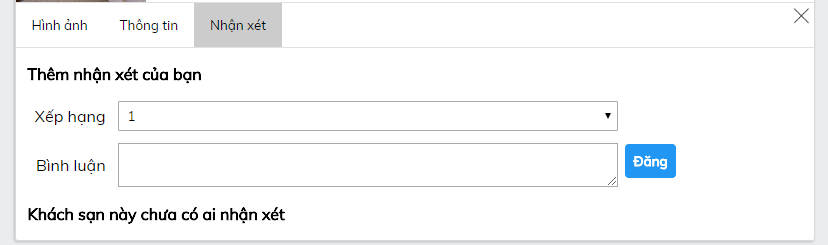 Hình ảnh Thông tin Nhận xét
Thêm nhận xét của bạn
Xếp hạng 1
Bình luận Đăng
Khách sạn này chưa có ai nhận xét